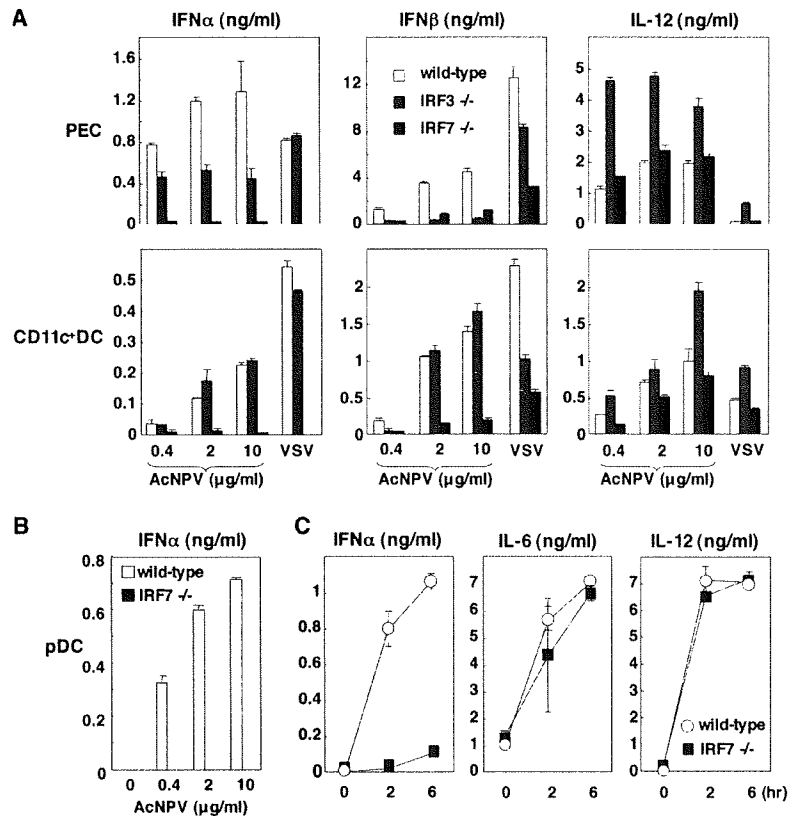 A
IFNα (ng/ml)
IFNβ (ng/ml)
IL-12 (ng/ml)
PEC
1.6
1.2
0.8
0.4
0
12
8
4
0
wild-type
IRF3 -/-
IRF7 -/-
5
4
3
2
1
0
CD11c+DC
0.5
0.4
0.3
0.2
0.1
0
2
1.5
1
0.5
0
2
1.5
1
0.5
0
0.4 2 10 VSV
AcNPV (μg/ml)
0.4 2 10 VSV
AcNPV (μg/ml)
0.4 2 10 VSV
AcNPV (μg/ml)
B
IFNα (ng/ml)
pDC
0.8
0.6
0.4
0.2
0
wild-type
IRF7 -/-
0 0.4 2 10
AcNPV (μg/ml)
C
IFNα (ng/ml)
IL-6 (ng/ml)
IL-12 (ng/ml)
1
0.8
0.6
0.4
0.2
0
0 2 6
7
6
5
4
3
2
1
0
0 2 6
7
6
5
4
3
2
1
0
wild-type
IRF7 -/-
0 2 6 (hr)